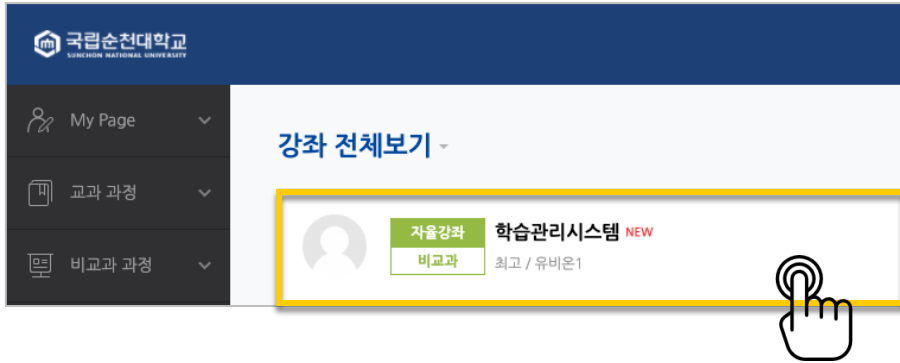 국립순천대학교
SUNCHON NATIONAL UNIVERSITY
My Page
교과 과정
비교과 과정
강좌 전체보기
자율강좌
학습관리시스템 NEW
비교과
최고 / 유비온1